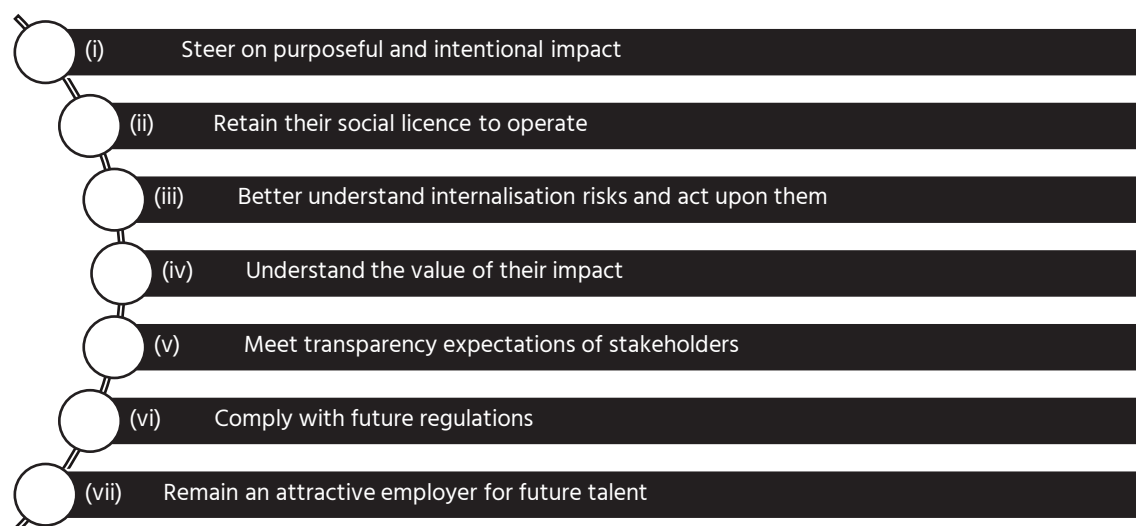 (i) Steer on purposeful and intentional impact
(ii) Retain their social licence to operate
(iii) Better understand internalisation risks and act upon them
(iv) Understand the value of their impact
(v) Meet transparency expectations of stakeholders
(vi) Comply with future regulations
(vii) Remain an attractive employer for future talent